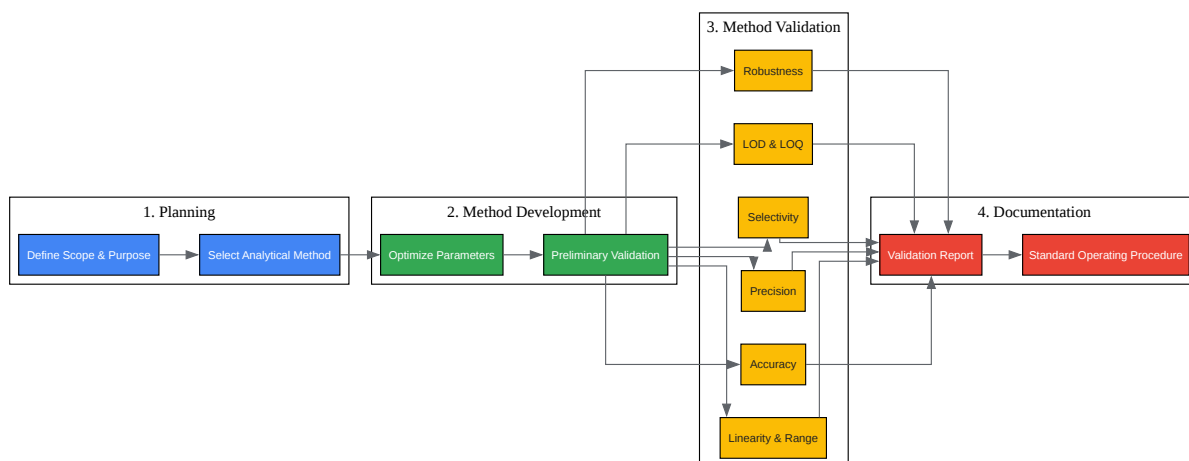 1. Planning
Define Scope & Purpose
Select Analytical Method
2. Method Development
Optimize Parameters
Preliminary Validation
3. Method Validation
Robustness
LOD & LOQ
Selectivity
Precision
Accuracy
Linearity & Range
4. Documentation
Validation Report
Standard Operating Procedure